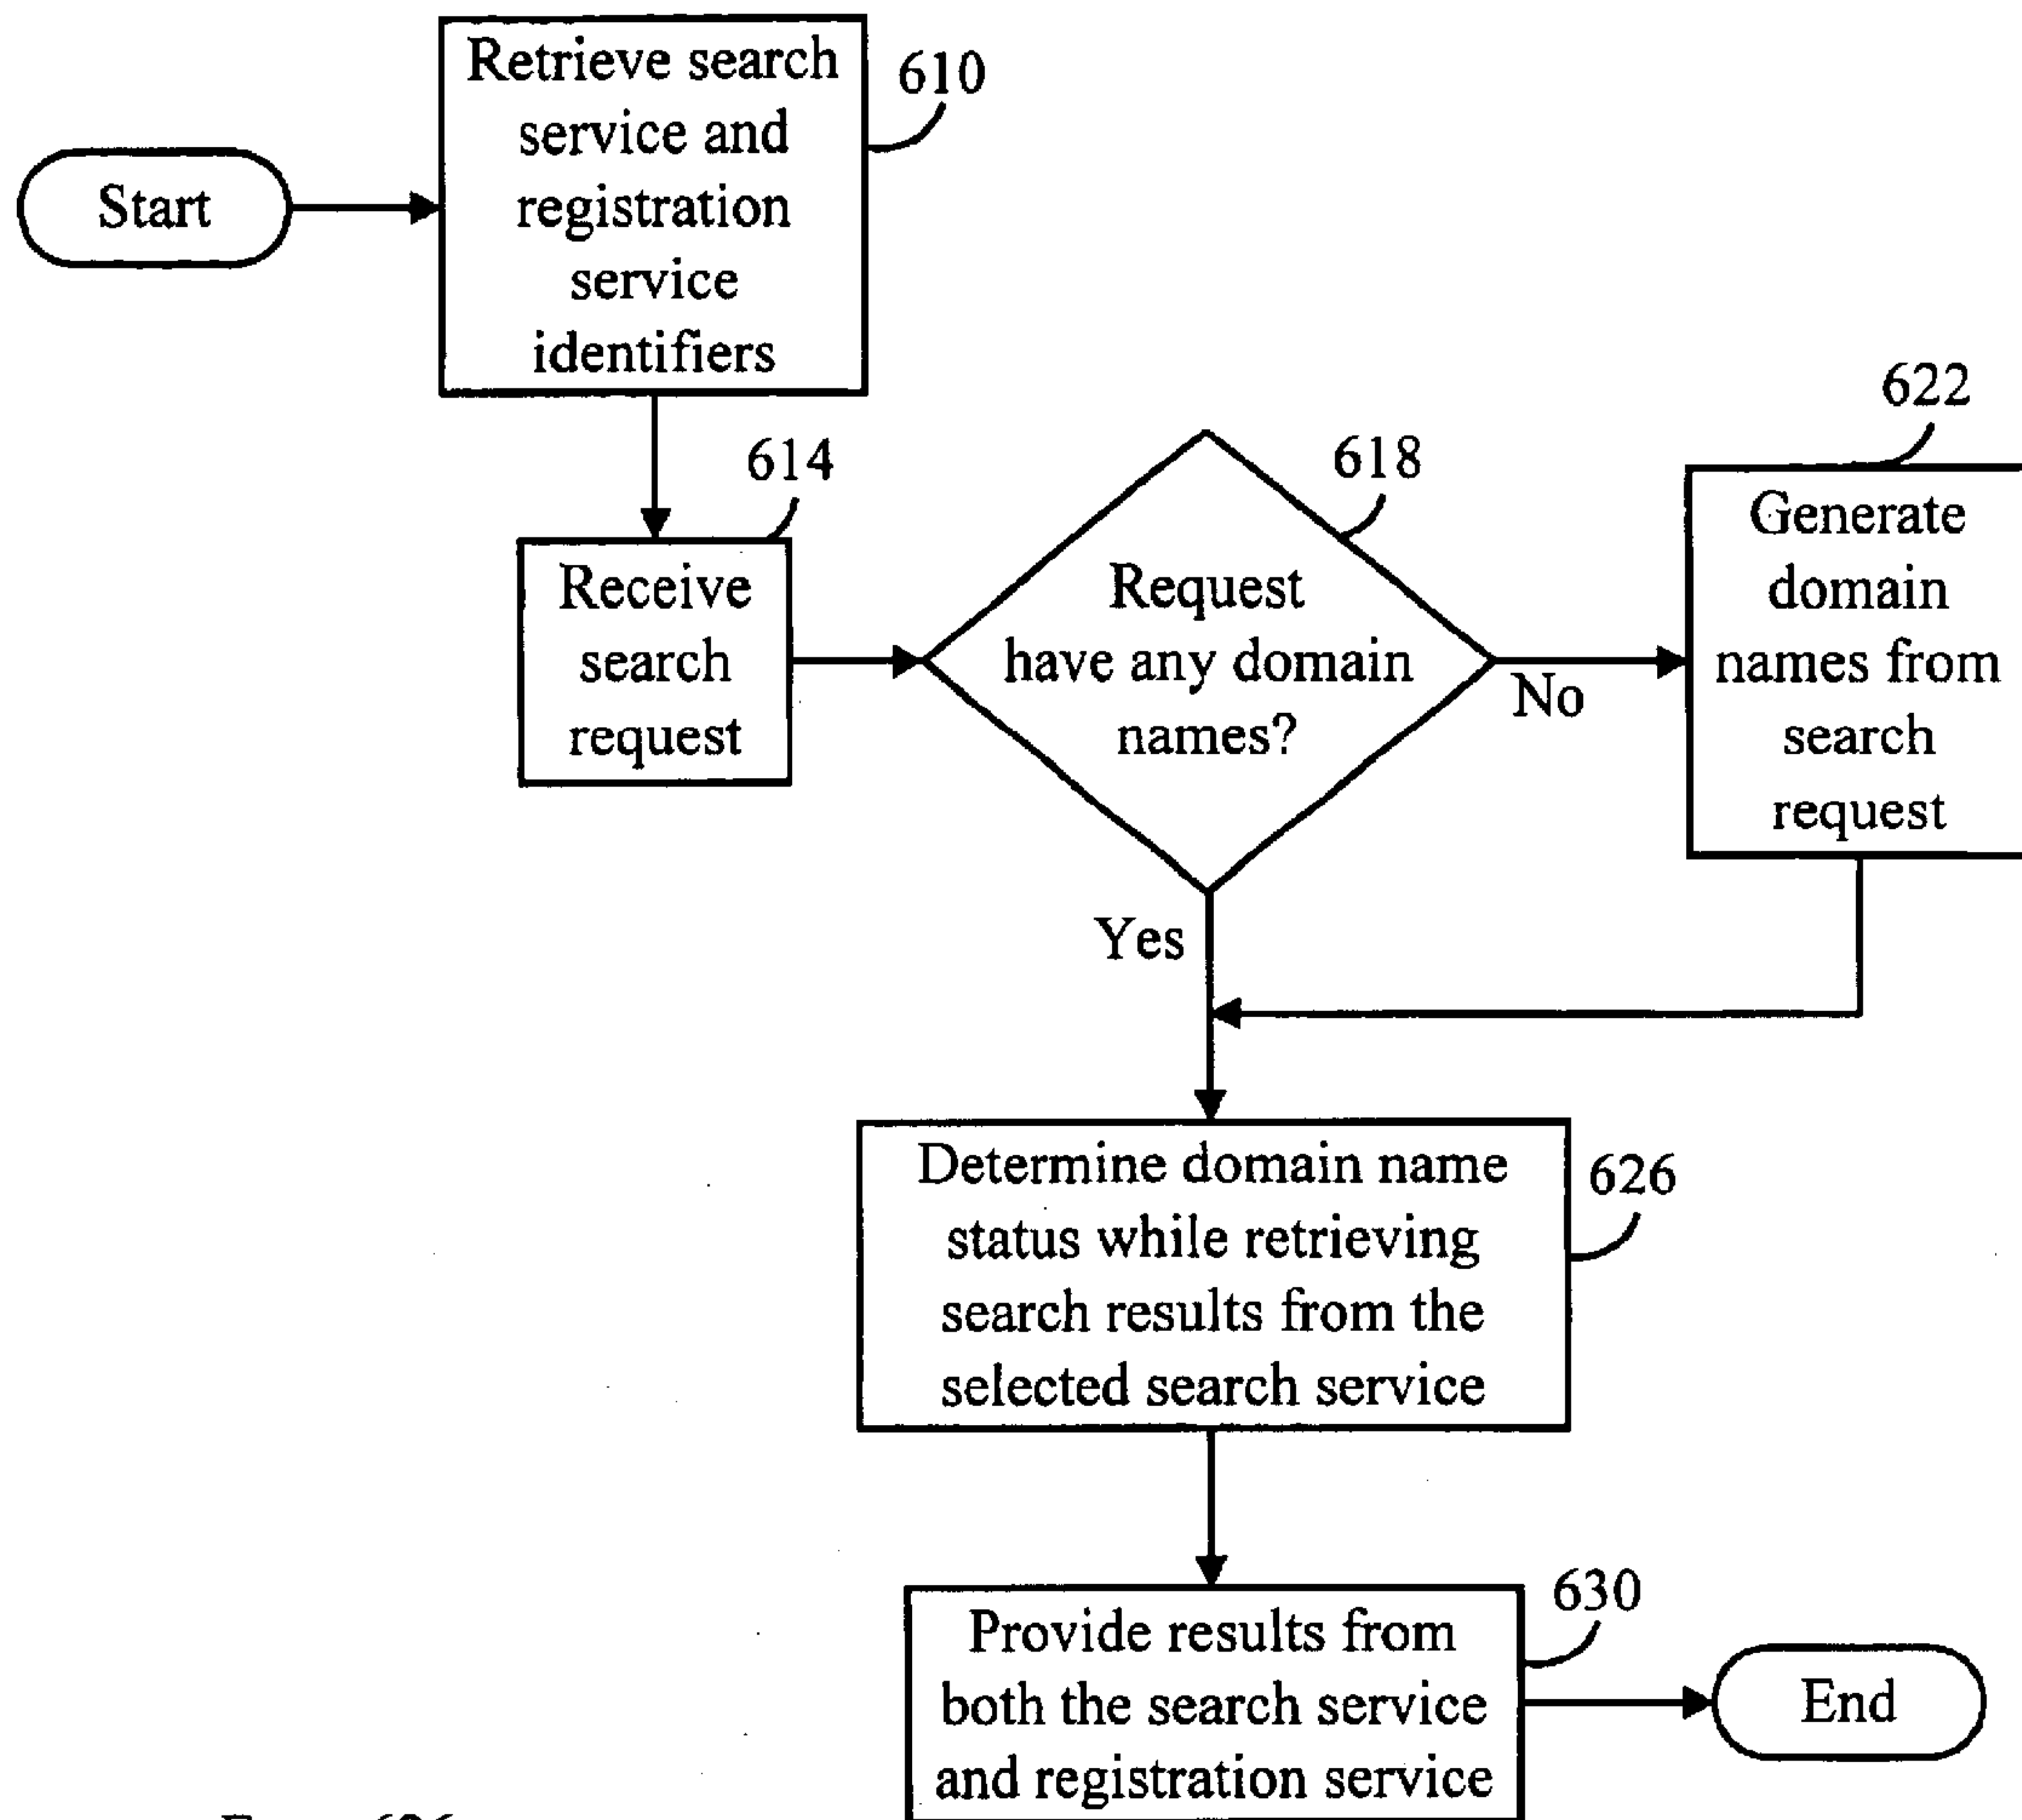 Start
Retrieve search
service and
registration
service
identifiers
610
614
Receive
search
request
618
Request
have any domain
names?
No
Yes
622
Generate
domain
names from
search
request
Determine domain name
status while retrieving
search results from the
selected search service
626
Provide results from
both the search service
and registration service
630
End